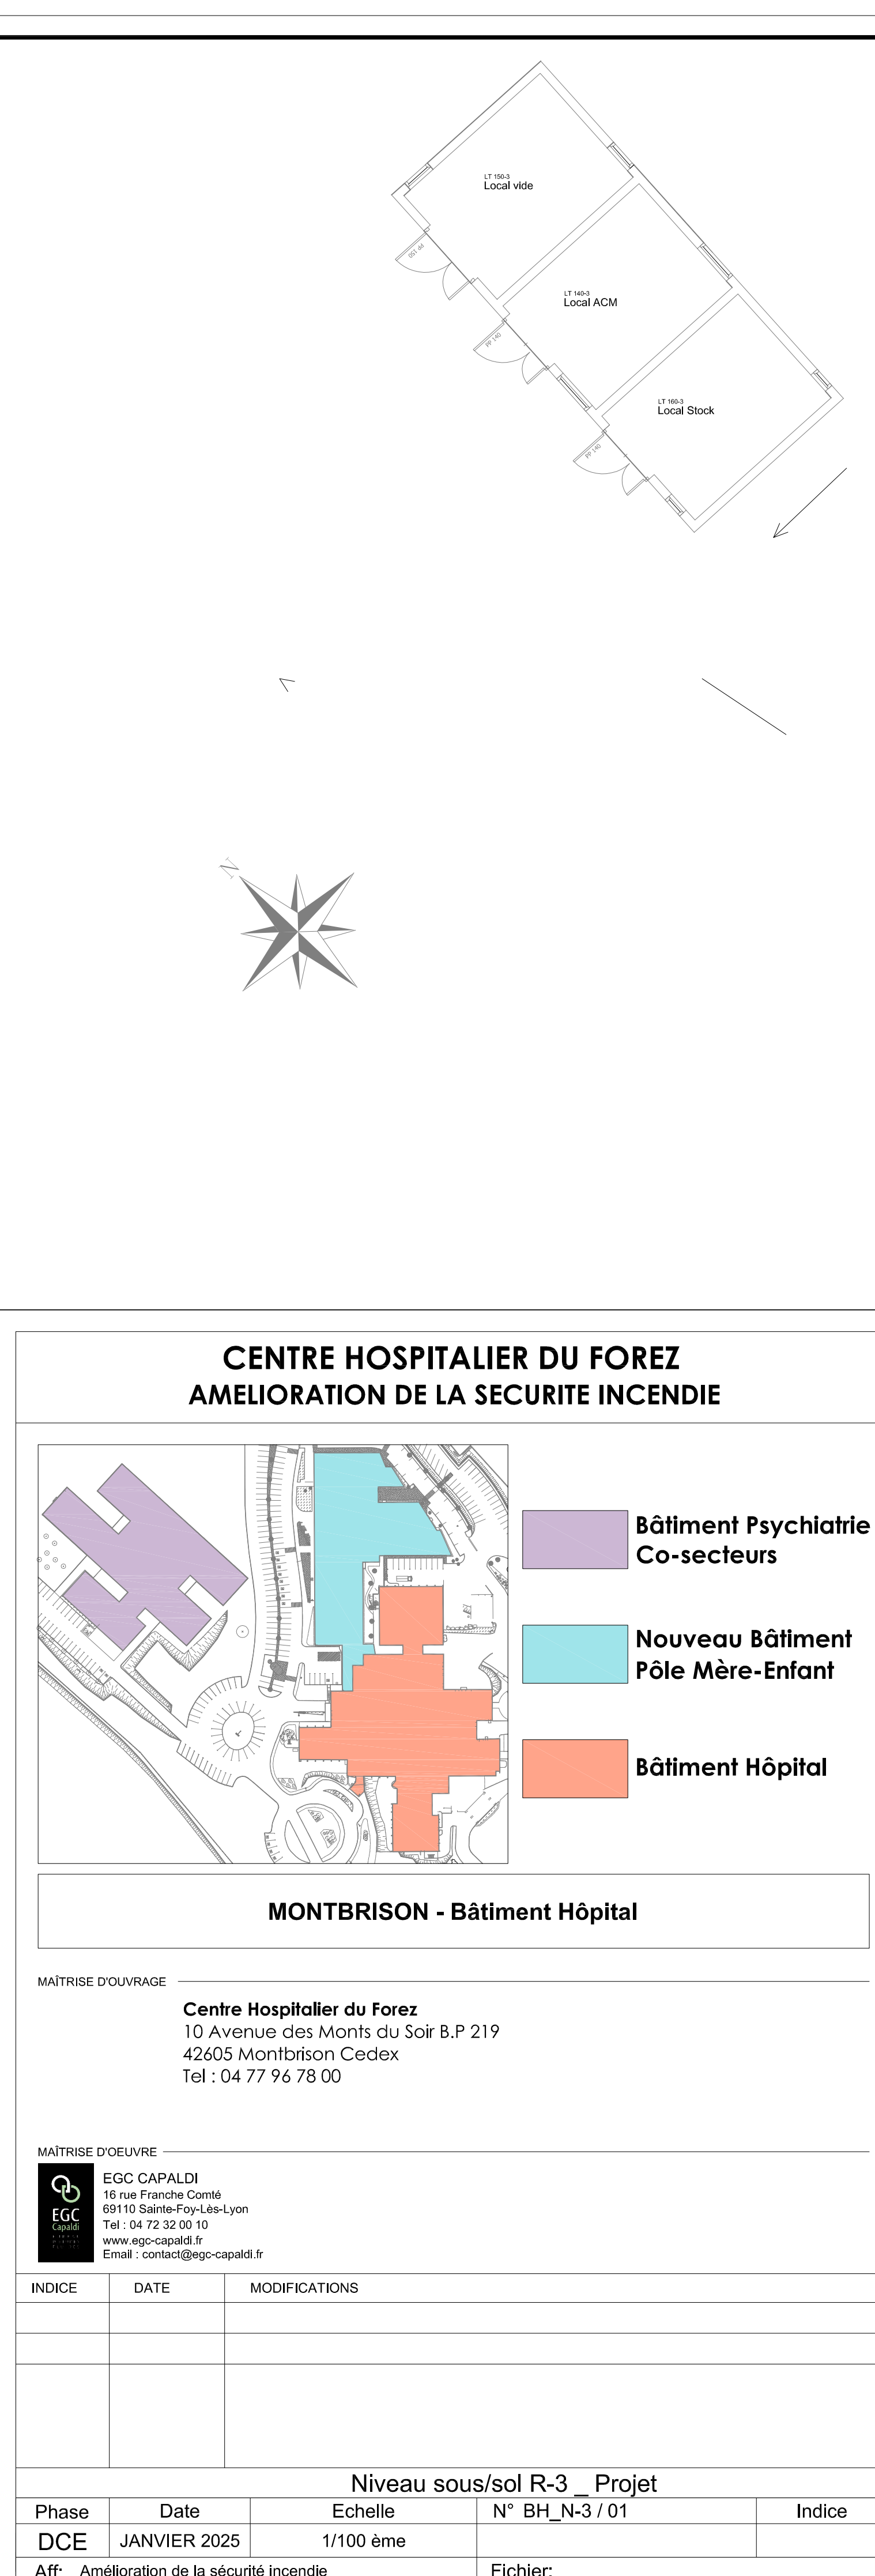 LT 150-3
Local vide
PP 150
LT 140-3
Local ACM
PP 140
LT 160-3
Local Stock
PP 140
N
CENTRE HOSPITALIER DU FOREZ
AMELIORATION DE LA SECURITE INCENDIE
Bâtiment Psychiatrie
Co-secteurs
Nouveau Bâtiment
Pôle Mère-Enfant
Bâtiment Hôpital
MONTBRISON - Bâtiment Hôpital
MAÎTRISE D'OUVRAGE
Centre Hospitalier du Forez
10 Avenue des Monts du Soir B.P 219
42605 Montbrison Cedex
Tel : 04 77 96 78 00
MAÎTRISE D'OEUVRE
EGC
Capaldi
EGC CAPALDI
16 rue Franche Comté
69110 Sainte-Foy-Lès-Lyon
Tel : 04 72 32 00 10
www.egc-capaldi.fr
Email : contact@egc-capaldi.fr
INDICE DATE MODIFICATIONS
Niveau sous/sol R-3 _ Projet
Phase Date Echelle N° BH_N-3 / 01 Indice
DCE JANVIER 2025 1/100 ème
Aff: Amélioration de la sécurité incendie Fichier: